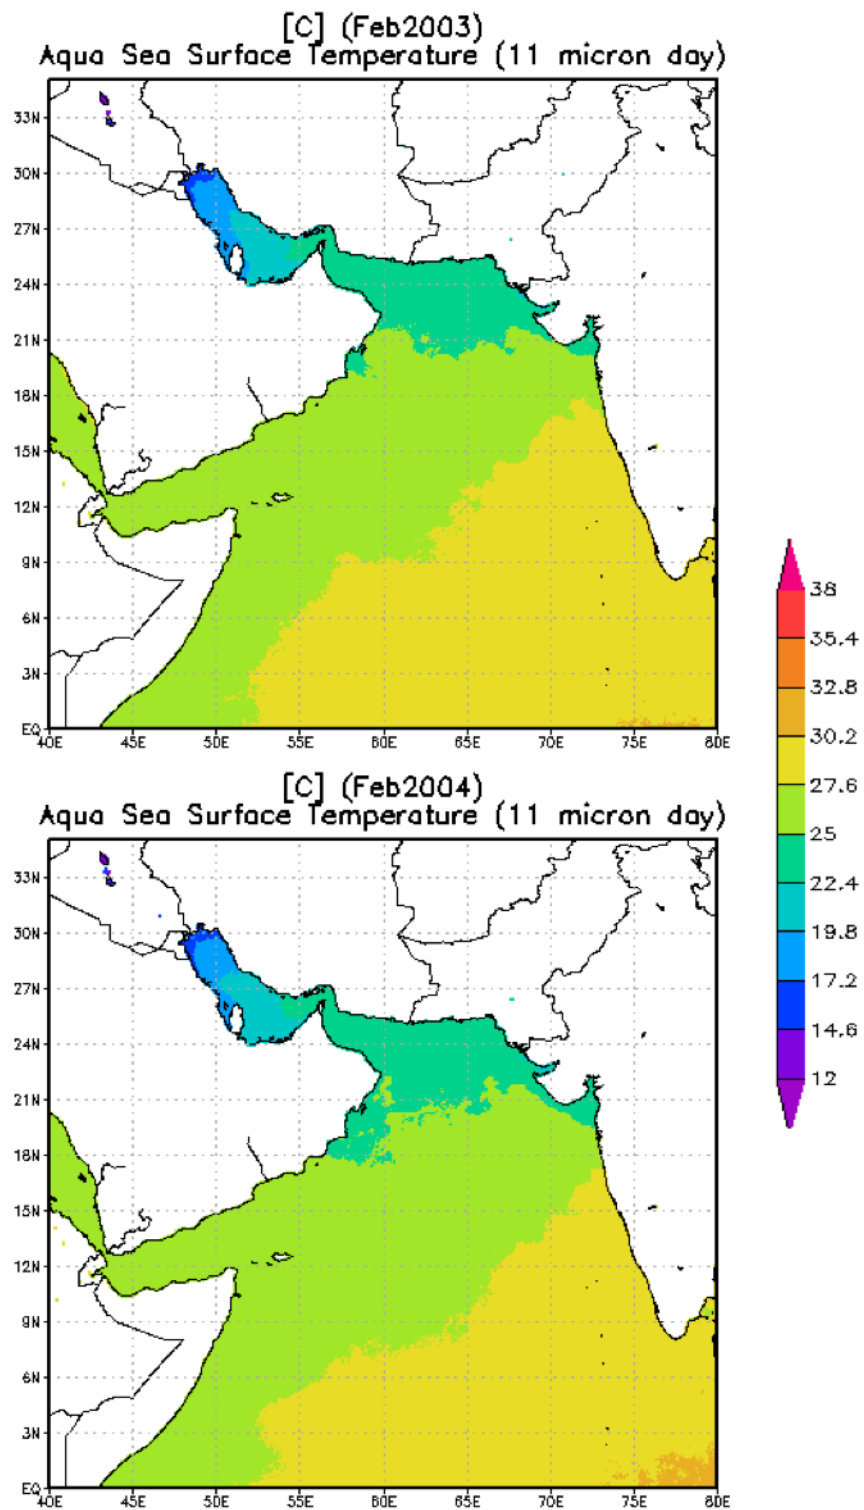 [C] (Feb2003)
Aqua Sea Surface Temperature (11 micron day)
33N
30N
27N
24N
21N
18N
15N
12N
9N
6N
3N
EQ
40E 45E 50E 55E 60E 65E 70E 75E 80E
[C] (Feb2004)
Aqua Sea Surface Temperature (11 micron day)
33N
30N
27N
24N
21N
18N
15N
12N
9N
6N
3N
EQ
40E 45E 50E 55E 60E 65E 70E 75E 80E
38
35.4
32.8
30.2
27.6
25
22.4
19.8
17.2
14.6
12